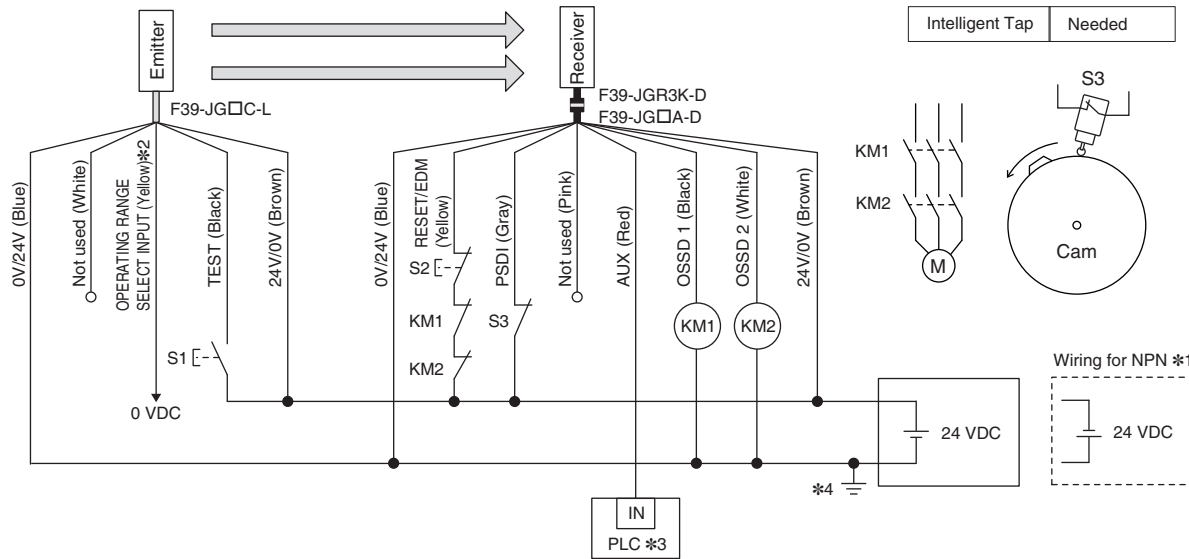 Emitter
Receiver
Intelligent Tap
Needed
F39-JG□C-L
F39-JGR3K-D
F39-JG□A-D
S3
0V/24V (Blue)
Not used (White)
OPERATING RANGE
SELECT INPUT (Yellow)✻2
TEST (Black)
24V/0V (Brown)
0V/24V (Blue)
RESET/EDM
(Yellow)
PSDI (Gray)
Not used (Pink)
AUX (Red)
OSSD 1 (Black)
OSSD 2 (White)
24V/0V (Brown)
KM1
KM2
M
Cam
S2
KM1
KM2
S3
KM1
KM2
S1
0 VDC
24 VDC
Wiring for NPN ✻1
24 VDC
✻4
IN
PLC ✻3